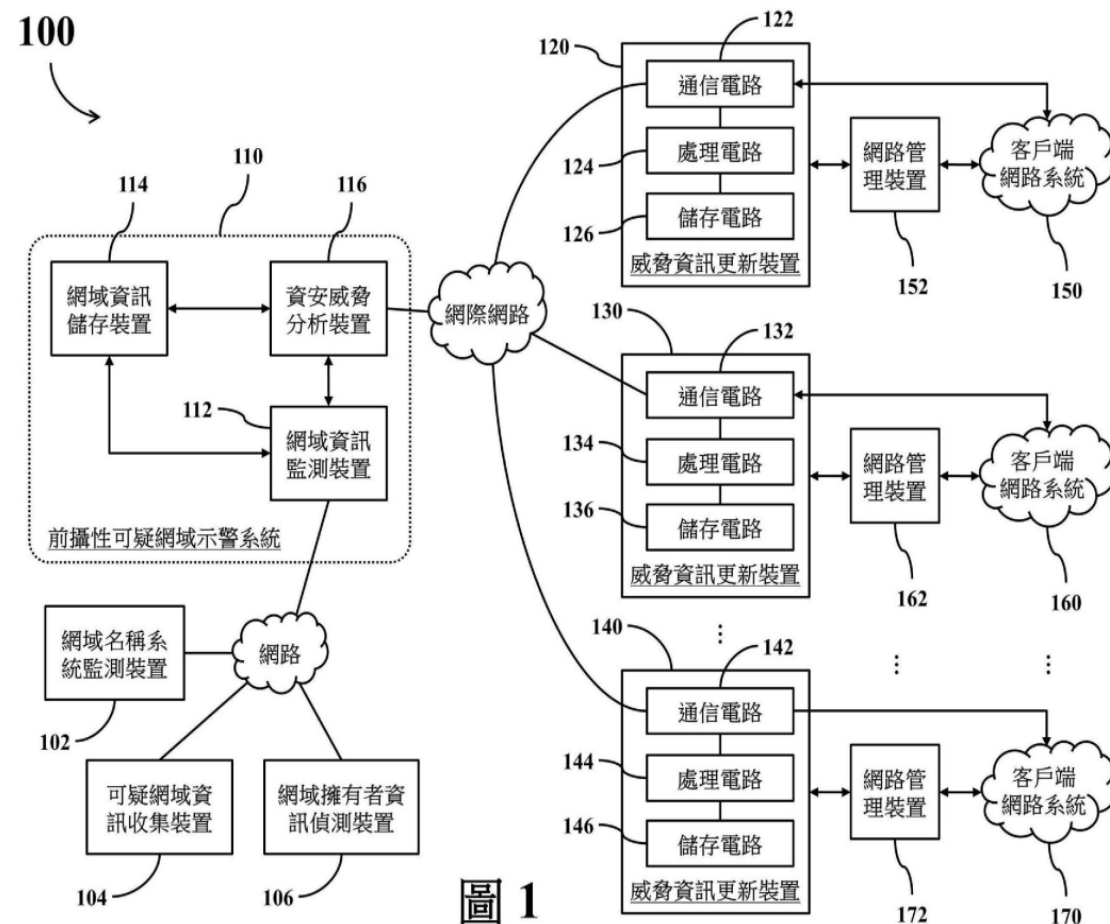 100
110
114
116
網域資訊
儲存裝置
資安威脅
分析裝置
112
網域資訊
監測裝置
前攝性可疑網域示警系統
網域名稱系
統監測裝置
102
網路
可疑網域資
訊收集裝置
104
網域擁有者資
訊偵測裝置
106
網際網路
120
122
通信電路
124
處理電路
126
儲存電路
威脅資訊更新裝置
網路管
理裝置
152
客戶端
網路系統
150
130
132
通信電路
134
處理電路
136
儲存電路
威脅資訊更新裝置
網路管
理裝置
162
客戶端
網路系統
160
⋮
⋮
⋮
140
142
通信電路
144
處理電路
146
儲存電路
威脅資訊更新裝置
網路管
理裝置
172
客戶端
網路系統
170
圖 1